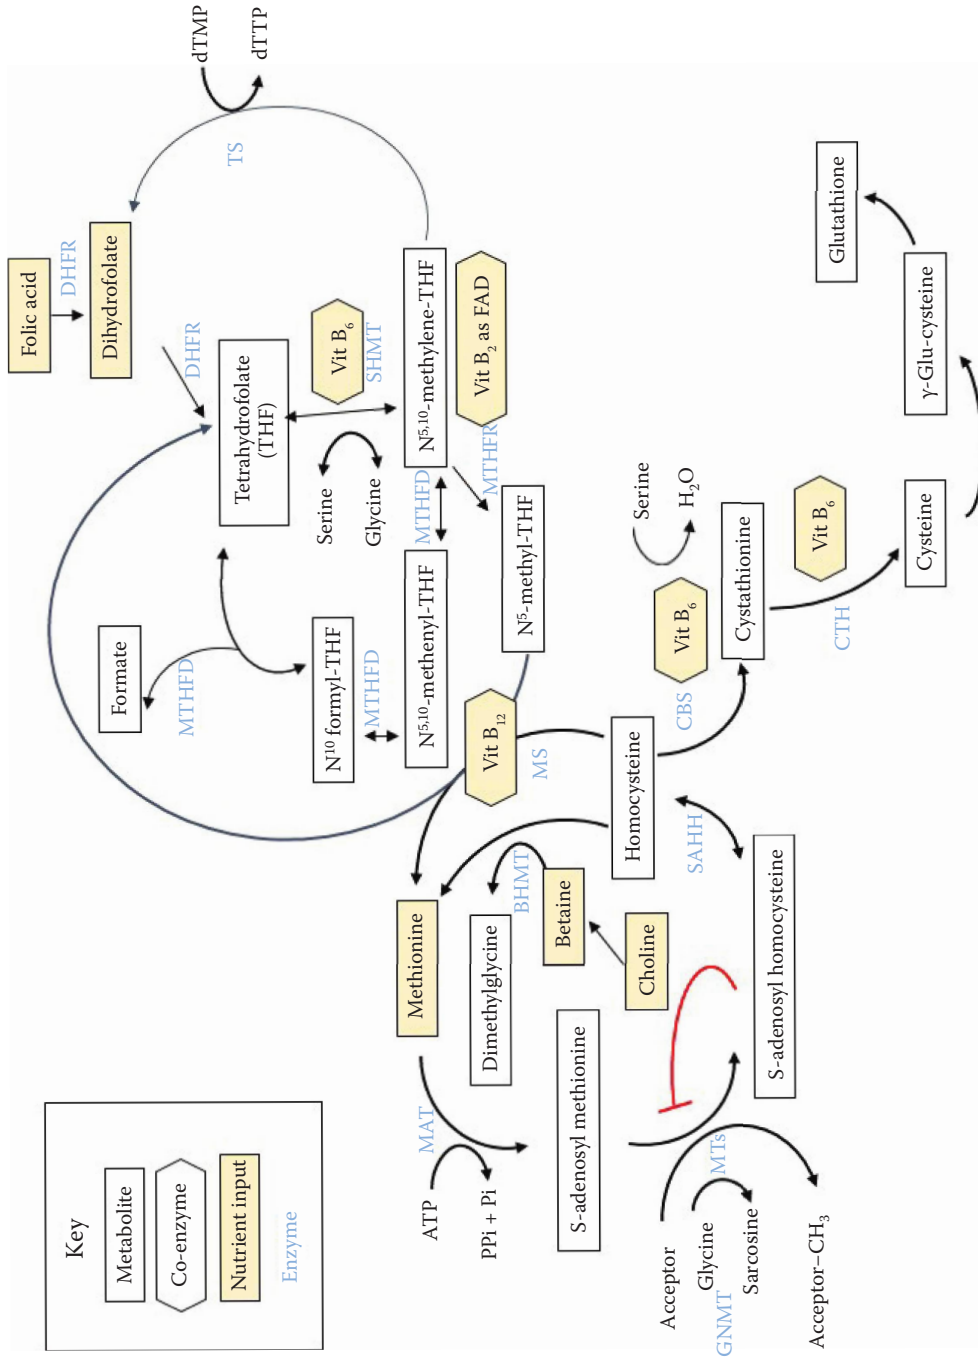 Key
Metabolite
Co-enzyme
Nutrient input
Enzyme
Folic acid
DHFR
Dihydrofolate
DHFR
dTMP
dTTP
TS
Tetrahydrofolate
(THF)
Formate
MTHFD
Serine
Glycine
Vit B₆
SHMT
N¹⁰ formyl-THF
MTHFD
N⁵,¹⁰-methenyl-THF
MTHFD
N⁵,¹⁰-methylene-THF
Vit B₂ as FAD
MTHFR
N⁵-methyl-THF
Vit B₁₂
MS
Methionine
MAT
ATP
PPi + Pi
Dimethylglycine
BHMT
Betaine
Choline
S-adenosyl methionine
Homocysteine
SAHH
S-adenosyl homocysteine
Acceptor
Glycine
GNMT
Sarcosine
MTs
Acceptor–CH₃
CBS
Vit B₆
Serine
H₂O
Cystathionine
CTH
Vit B₆
Cysteine
γ-Glu-cysteine
Glutathione